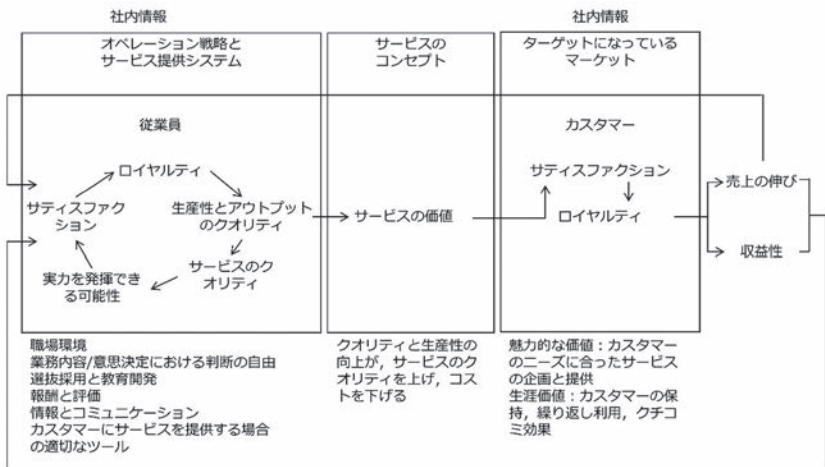 社内情報
社内情報
オペレーション戦略と
サービス提供システム
サービスの
コンセプト
ターゲットになっている
マーケット
従業員
カスタマー
ロイヤルティ
サティスファク
ション
生産性とアウトプット
のクオリティ
サービスのク
オリティ
実力を発揮でき
る可能性
サービスの価値
サティスファクション
ロイヤルティ
売上の伸び
収益性
職場環境
業務内容/意思決定における判断の自由
選抜採用と教育開発
報酬と評価
情報とコミュニケーション
カスタマーにサービスを提供する場合
の適切なツール
クオリティと生産性の
向上が，サービスのク
オリティを上げ，コス
トを下げる
魅力的な価値：カスタマー
のニーズに合ったサービス
の企画と提供
生涯価値：カスタマーの保
持，繰り返し利用，クチコ
ミ効果